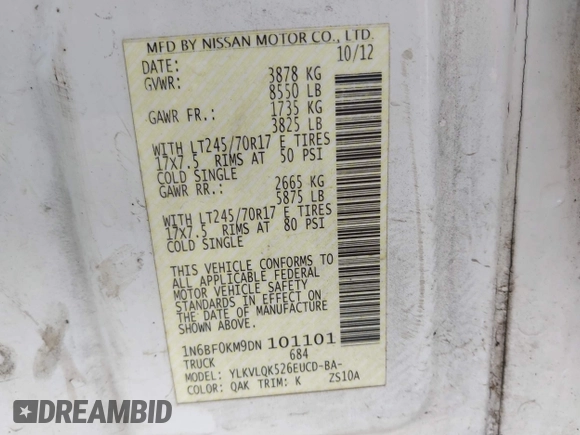 MFD BY NISSAN MOTOR CO., LTD.
DATE: 10/12
GVWR: 3878 KG
8550 LB
GAWR FR.: 1735 KG
3825 LB
WITH LT245/70R17 E TIRES
17X7.5 RIMS AT 50 PSI
COLD SINGLE
GAWR RR.: 2665 KG
5875 LB
WITH LT245/70R17 E TIRES
17X7.5 RIMS AT 80 PSI
COLD SINGLE
THIS VEHICLE CONFORMS TO
ALL APPLICABLE FEDERAL
MOTOR VEHICLE SAFETY
STANDARDS IN EFFECT ON
THE DATE OF MANUFACTURE
SHOWN ABOVE.
1N6BF0KM9DN101101
TRUCK 684
MODEL: YLKVLQK526EUCD-BA-
COLOR: QAK TRIM: K ZS10A
DREAMBID
DREAMBID